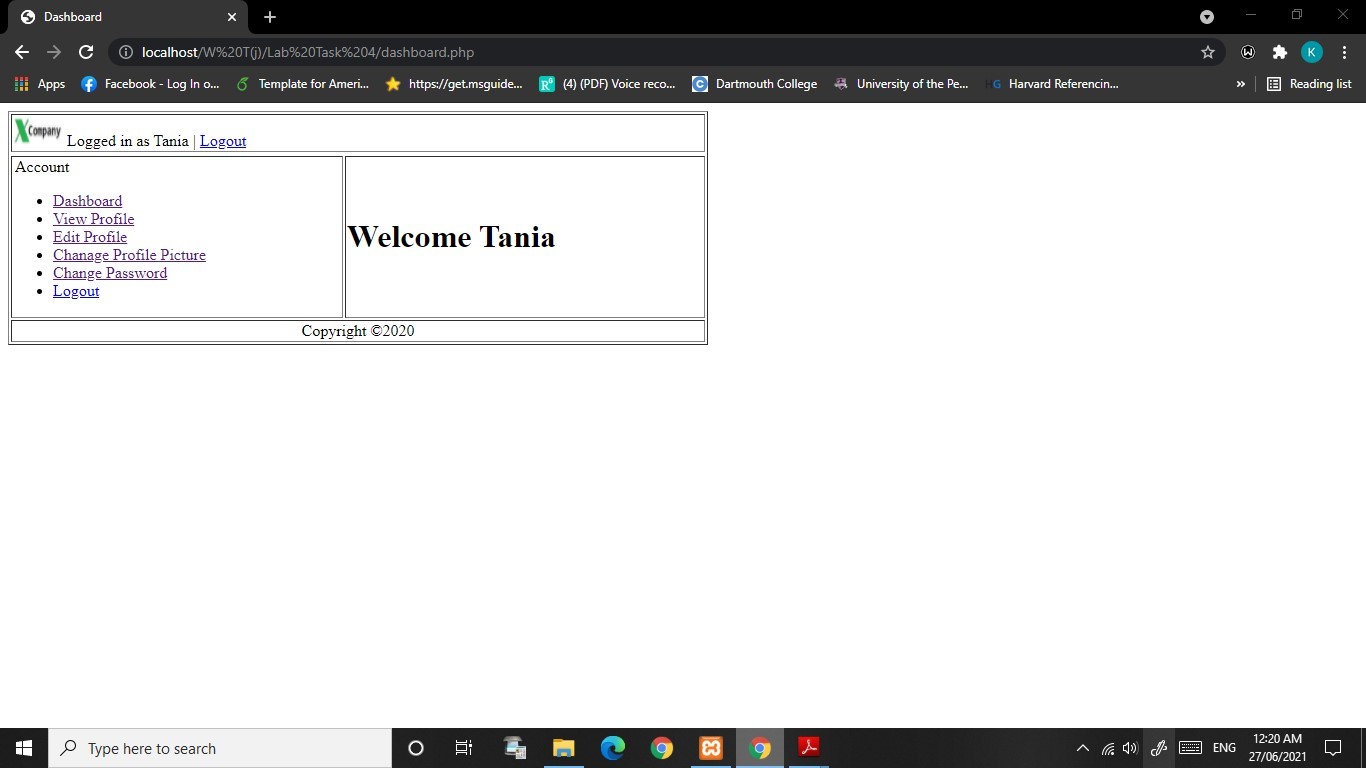 Dashboard
localhost/W%20T(j)/Lab%20Task%204/dashboard.php
K
Apps
Facebook - Log In o...
Template for Ameri...
https://get.msguide...
(4) (PDF) Voice reco...
Dartmouth College
University of the Pe...
HG Harvard Referencin...
»
Reading list
X Company Logged in as Tania | Logout
Account
Dashboard
View Profile
Edit Profile
Chanage Profile Picture
Change Password
Logout
Welcome Tania
Copyright ©2020
Type here to search
ENG
12:20 AM
27/06/2021